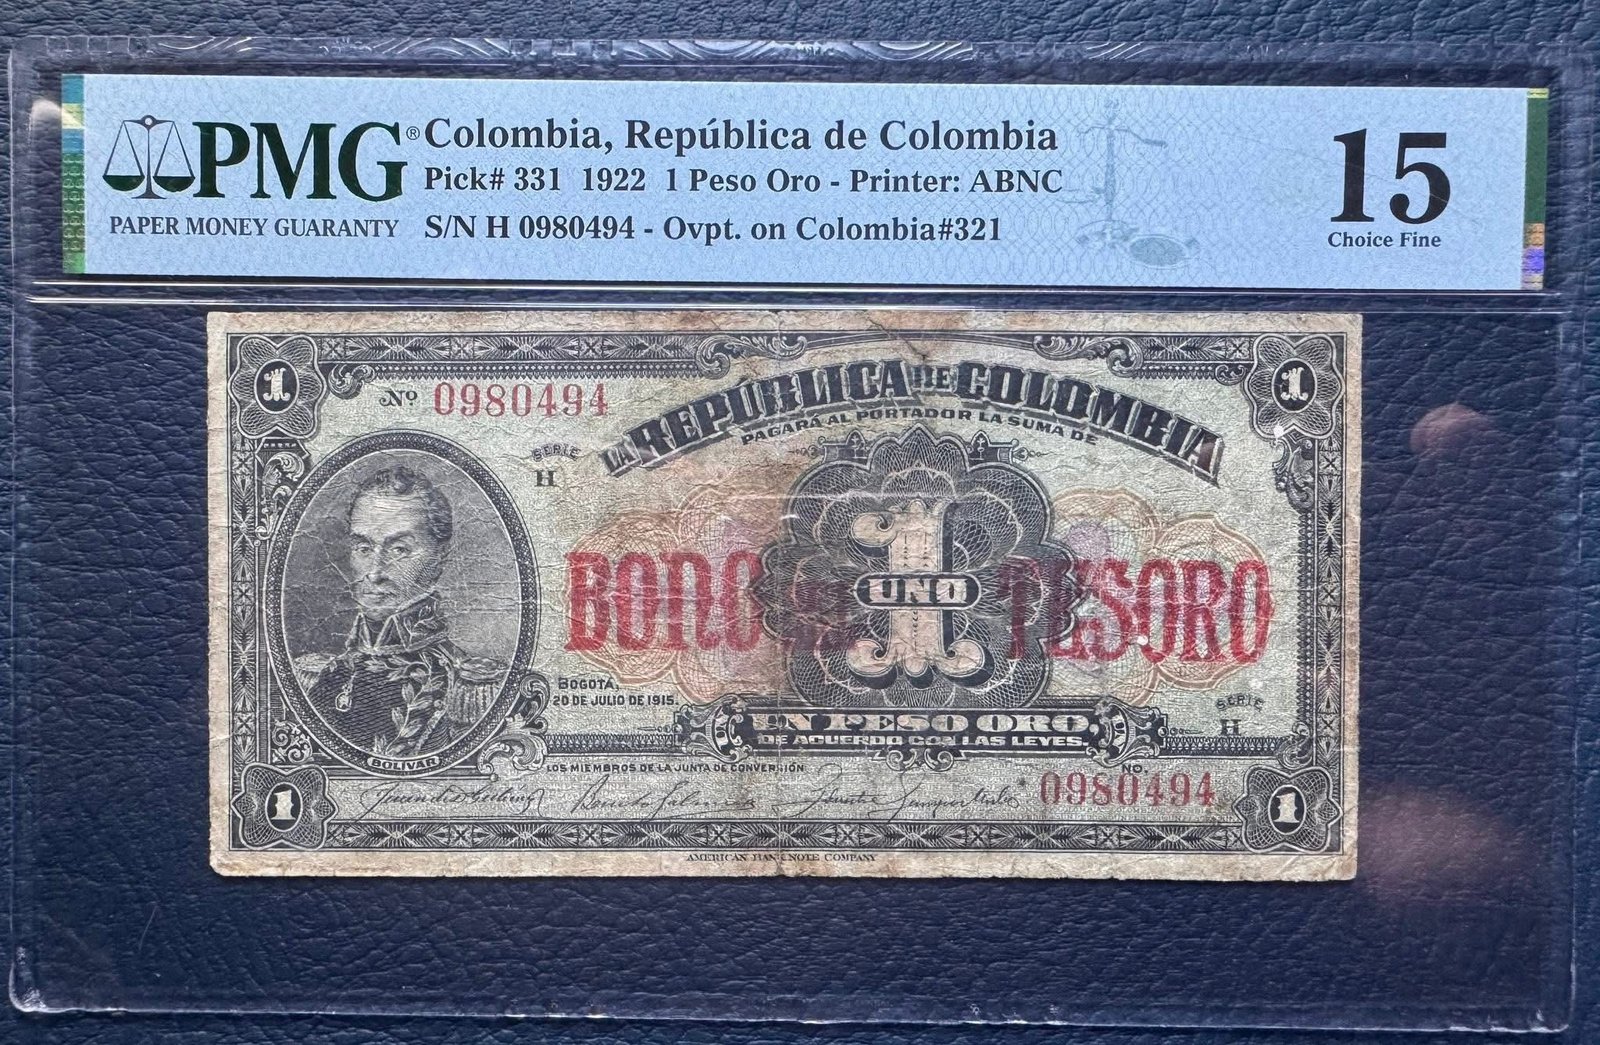 PMG®
PAPER MONEY GUARANTY
Colombia, República de Colombia
Pick# 331 1922 1 Peso Oro - Printer: ABNC
S/N H 0980494 - Ovpt. on Colombia#321
15
Choice Fine
1
1
Nº 0980494
LA REPÚBLICA DE COLOMBIA
PAGARÁ AL PORTADOR LA SUMA DE
SERIE
H
BONO TESORO
1
UNO
BOGOTÁ,
20 DE JULIO DE 1915.
SERIE
H
UN PESO ORO,
DE ACUERDO CON LAS LEYES.
BOLIVAR
LOS MIEMBROS DE LA JUNTA DE CONVERSIÓN
NO.
0980494
1
1
AMERICAN BANK NOTE COMPANY